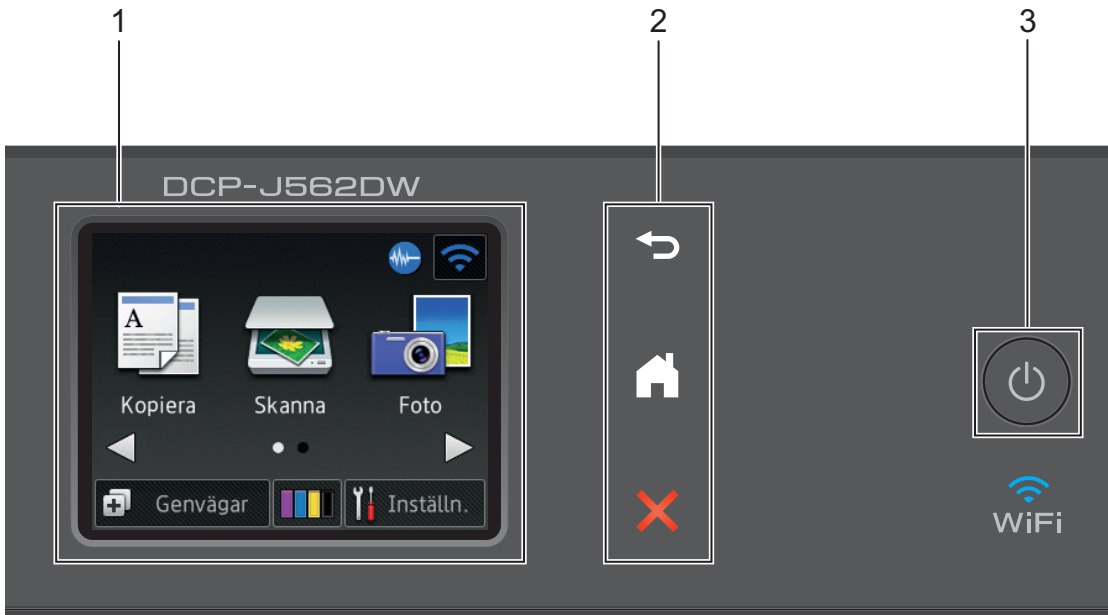 1 2 3
DCP-J562DW
A
Kopiera Skanna Foto
Genvägar Inställn.
WiFi